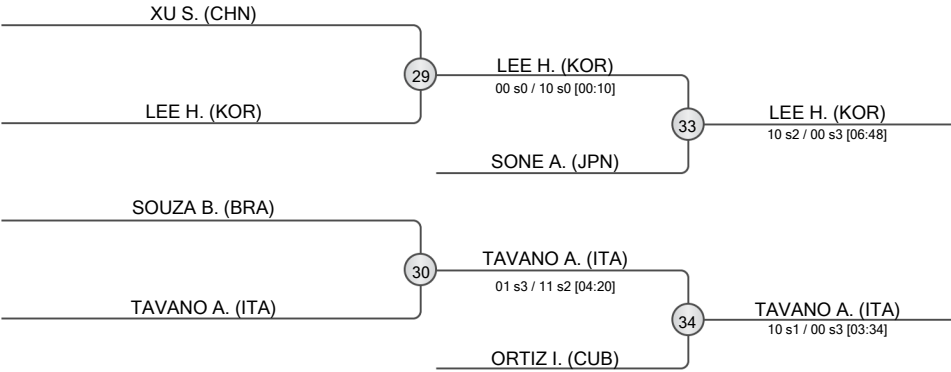 XU S. (CHN)
29
LEE H. (KOR)
00 s0 / 10 s0 [00:10]
LEE H. (KOR)
33
LEE H. (KOR)
10 s2 / 00 s3 [06:48]
SONE A. (JPN)
SOUZA B. (BRA)
30
TAVANO A. (ITA)
01 s3 / 11 s2 [04:20]
TAVANO A. (ITA)
34
TAVANO A. (ITA)
10 s1 / 00 s3 [03:34]
ORTIZ I. (CUB)